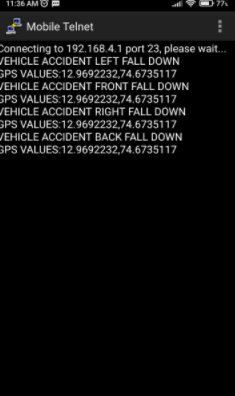 11:36 AM
77%
Mobile Telnet
Connecting to 192.168.4.1 port 23, please wait...
VEHICLE ACCIDENT LEFT FALL DOWN
GPS VALUES:12.9692232,74.6735117
VEHICLE ACCIDENT FRONT FALL DOWN
GPS VALUES:12.9692232,74.6735117
VEHICLE ACCIDENT RIGHT FALL DOWN
GPS VALUES:12.9692232,74.6735117
VEHICLE ACCIDENT BACK FALL DOWN
GPS VALUES:12.9692232,74.6735117